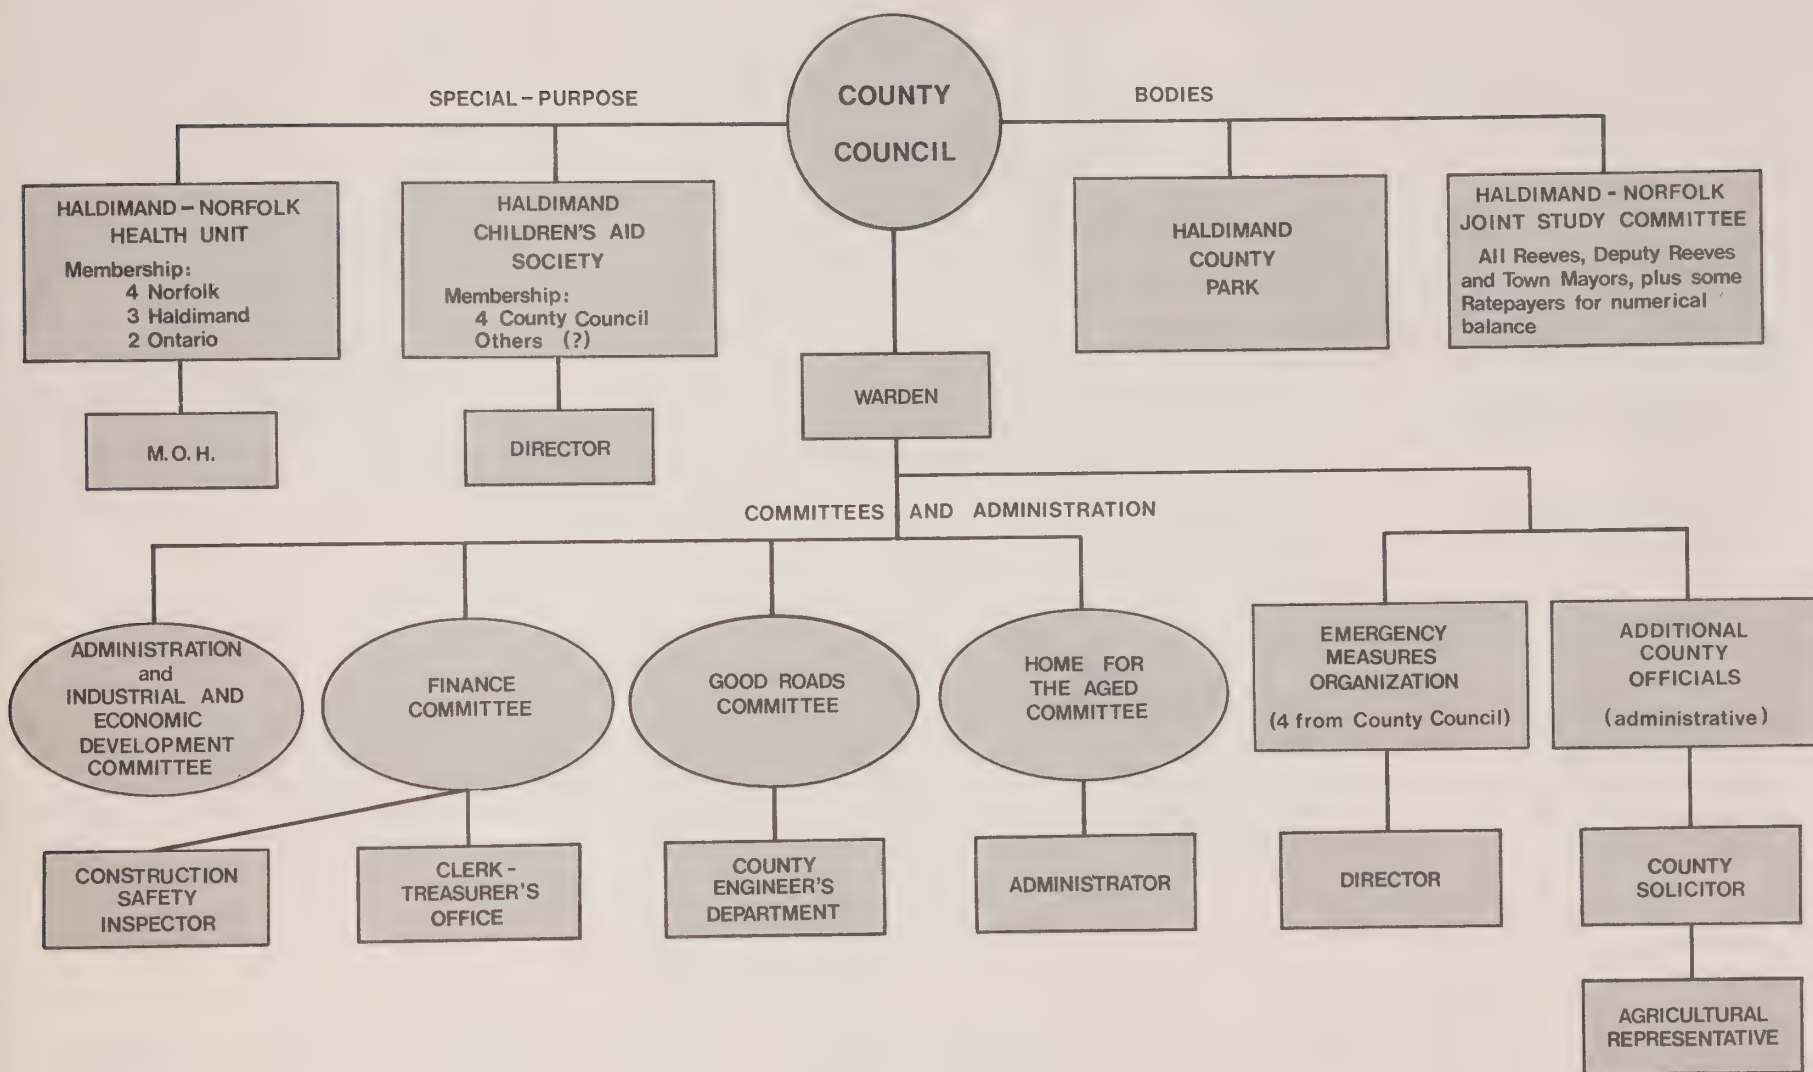 COUNTY
COUNCIL
SPECIAL-PURPOSE
BODIES
HALDIMAND-NORFOLK
HEALTH UNIT
Membership:
4 Norfolk
3 Haldimand
2 Ontario
HALDIMAND
CHILDREN'S AID
SOCIETY
Membership:
4 County Council
Others (?)
HALDIMAND
COUNTY
PARK
HALDIMAND-NORFOLK
JOINT STUDY COMMITTEE
All Reeves, Deputy Reeves
and Town Mayors, plus some
Ratepayers for numerical
balance
M.O.H.
DIRECTOR
WARDEN
COMMITTEES AND ADMINISTRATION
ADMINISTRATION
and
INDUSTRIAL AND
ECONOMIC
DEVELOPMENT
COMMITTEE
FINANCE
COMMITTEE
GOOD ROADS
COMMITTEE
HOME FOR
THE AGED
COMMITTEE
EMERGENCY
MEASURES
ORGANIZATION
(4 from County Council)
ADDITIONAL
COUNTY
OFFICIALS
(administrative)
CONSTRUCTION
SAFETY
INSPECTOR
CLERK-
TREASURER'S
OFFICE
COUNTY
ENGINEER'S
DEPARTMENT
ADMINISTRATOR
DIRECTOR
COUNTY
SOLICITOR
AGRICULTURAL
REPRESENTATIVE